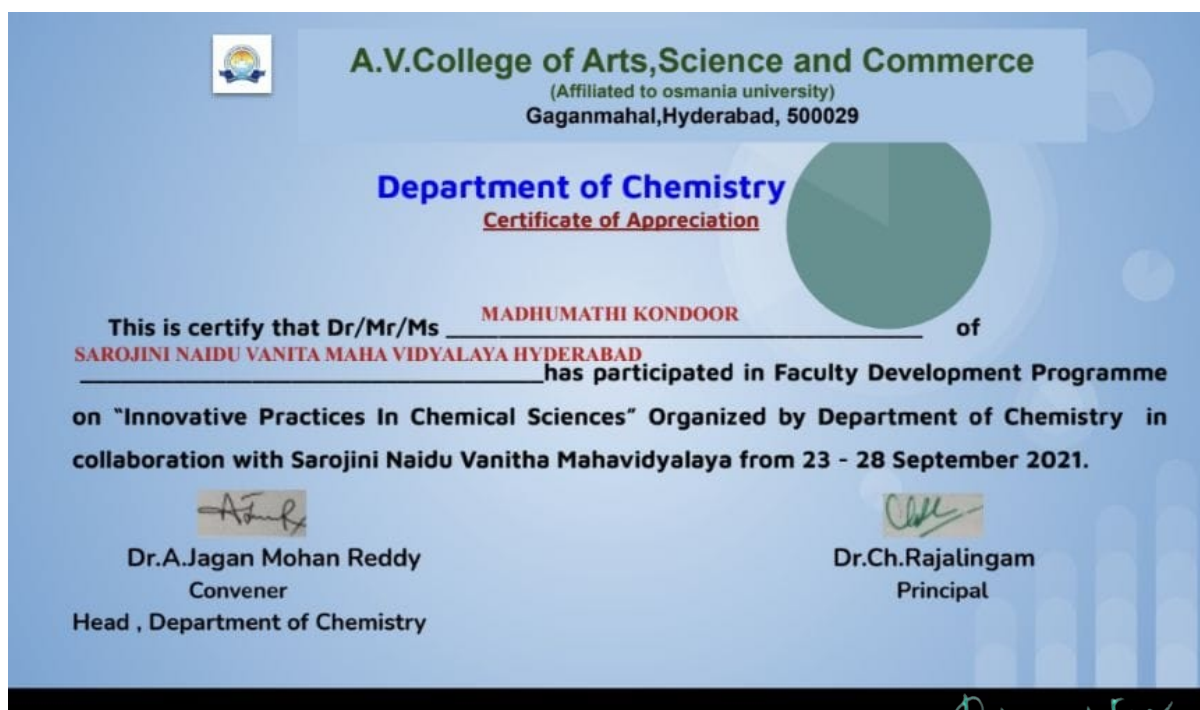 A.V.College of Arts,Science and Commerce
(Affiliated to osmania university)
Gaganmahal,Hyderabad, 500029
Department of Chemistry
Certificate of Appreciation
This is certify that Dr/Mr/Ms MADHUMATHI KONDOOR of
SAROJINI NAIDU VANITA MAHA VIDYALAYA HYDERABAD has participated in Faculty Development Programme
on "Innovative Practices In Chemical Sciences" Organized by Department of Chemistry in
collaboration with Sarojini Naidu Vanitha Mahavidyalaya from 23 - 28 September 2021.
Dr.A.Jagan Mohan Reddy
Convener
Head , Department of Chemistry
Dr.Ch.Rajalingam
Principal